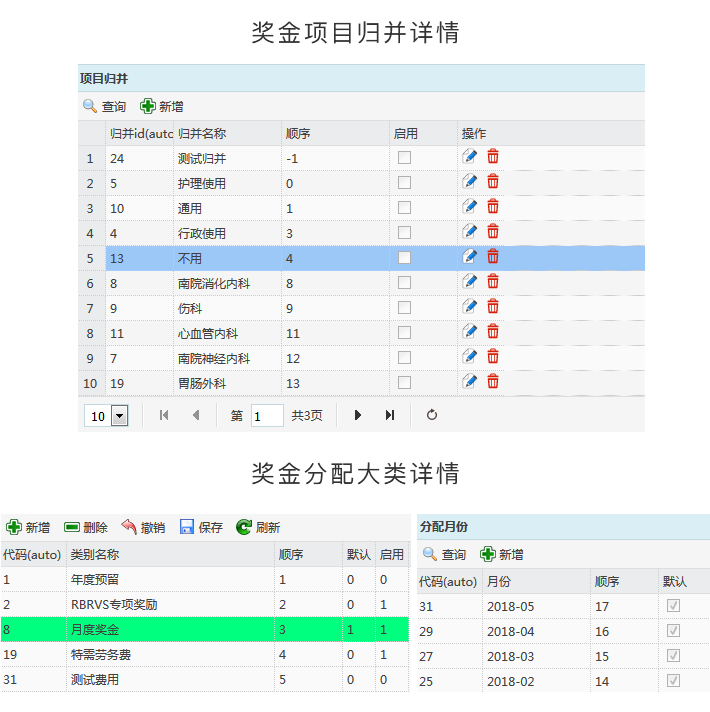 奖金项目归并详情
项目归并
查询 新增
归并id(auto 归并名称 顺序 启用 操作
1 24 测试归并 -1
2 5 护理使用 0
3 10 通用 1
4 4 行政使用 3
5 13 不用 4
6 8 南院消化内科 8
7 9 伤科 9
8 11 心血管内科 11
9 7 南院神经内科 12
10 19 胃肠外科 13
10 第 1 共3页
奖金分配大类详情
新增 删除 撤销 保存 刷新
代码(auto) 类别名称 顺序 默认 启用
1 年度预留 1 0 0
2 RBRVS专项奖励 2 0 1
8 月度奖金 3 1 1
19 特需劳务费 4 0 1
31 测试费用 5 0 0
分配月份
查询 新增
代码(auto) 月份 顺序 默认
31 2018-05 17
29 2018-04 16
27 2018-03 15
25 2018-02 14